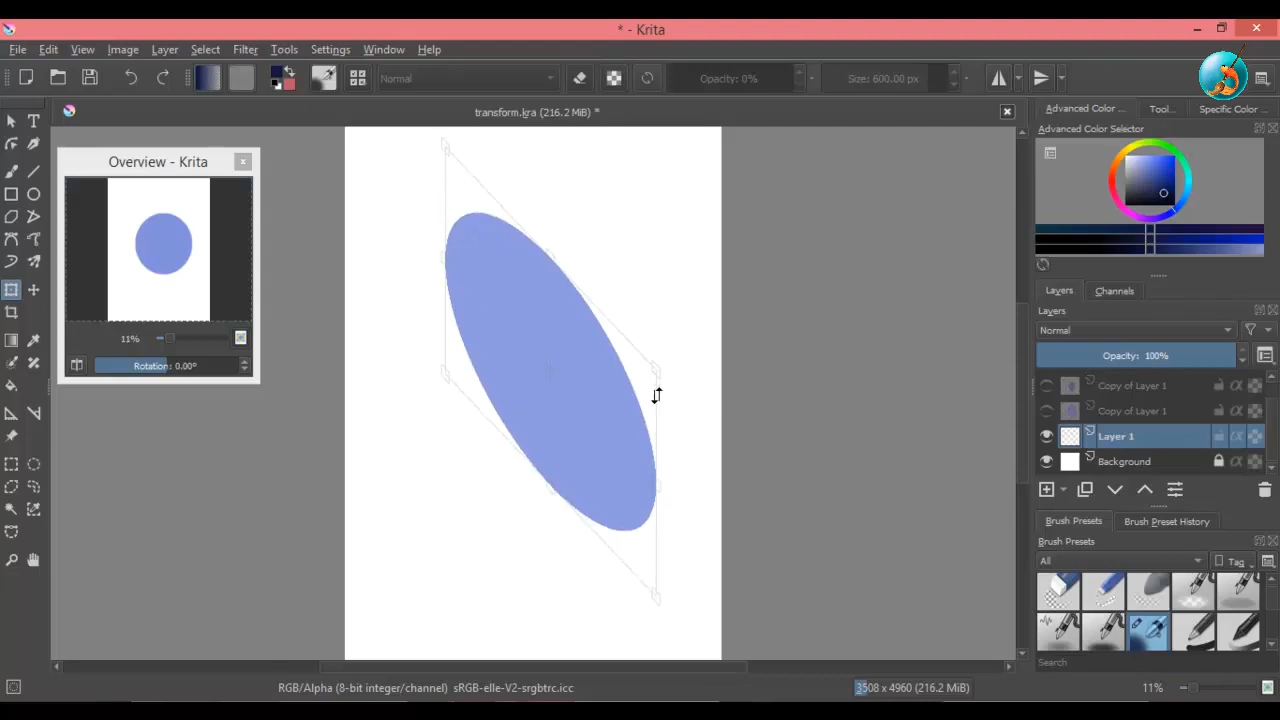 * - Krita
File Edit View Image Layer Select Filter Tools Settings Window Help
Normal Opacity: 0% Size: 600.00 px
transform.kra (216.2 MiB) * Advanced Color ... Tool... Specific Color ...
Advanced Color Selector
Overview - Krita
Layers Channels
Layers
Normal
11%
Opacity: 100%
Rotation: 0.00°
Copy of Layer 1
Copy of Layer 1
Layer 1
Background
Brush Presets Brush Preset History
Brush Presets
All Tag
Search
RGB/Alpha (8-bit integer/channel) sRGB-elle-V2-srgbtrc.icc 3508 x 4960 (216.2 MiB) 11%